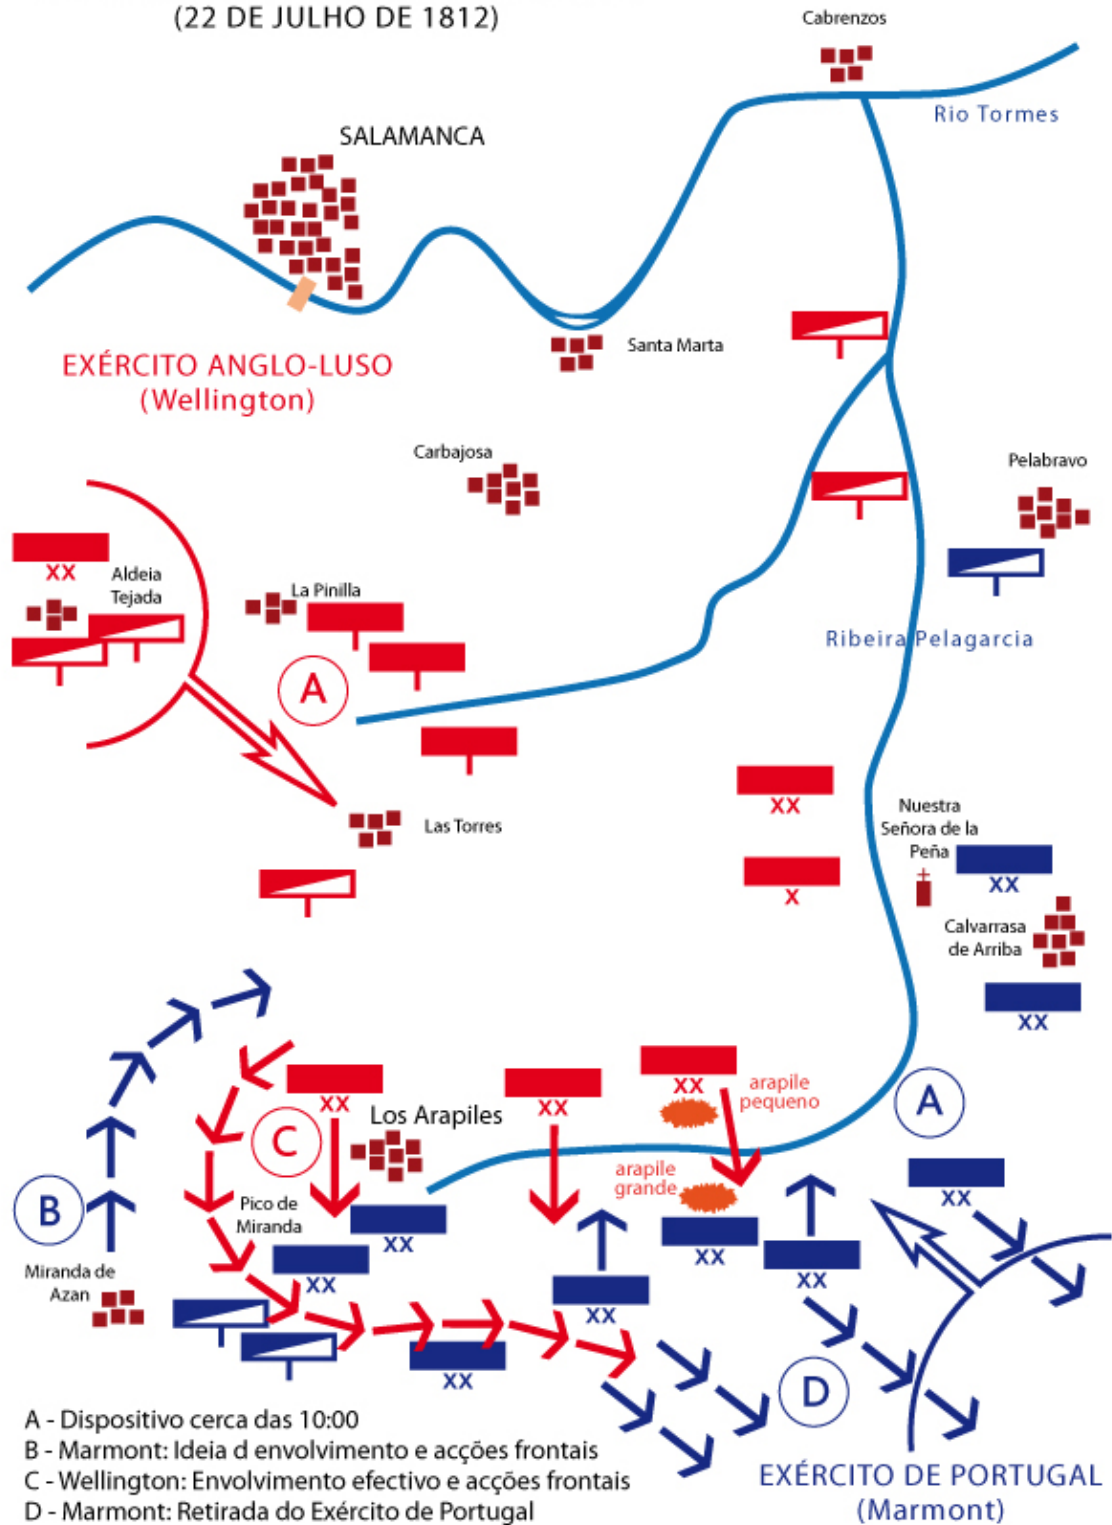 (22 DE JULHO DE 1812)
Cabrenzos
Rio Tormes
SALAMANCA
Santa Marta
EXÉRCITO ANGLO-LUSO
(Wellington)
Carbajosa
Pelabravo
XX
Aldeia
Tejada
La Pinilla
Ribeira Pelagarcia
A
XX
Nuestra
Señora de la
Peña
Las Torres
XX
X
Calvarrasa
de Arriba
XX
XX
XX
XX
arapile
pequeno
A
Los Arapiles
C
arapile
grande
XX
B
Pico de
Miranda
XX
XX
XX
XX
Miranda de
Azan
XX
XX
XX
D
A - Dispositivo cerca das 10:00
B - Marmont: Ideia d envolvimento e acções frontais
C - Wellington: Envolvimento efectivo e acções frontais
D - Marmont: Retirada do Exército de Portugal
EXÉRCITO DE PORTUGAL
(Marmont)